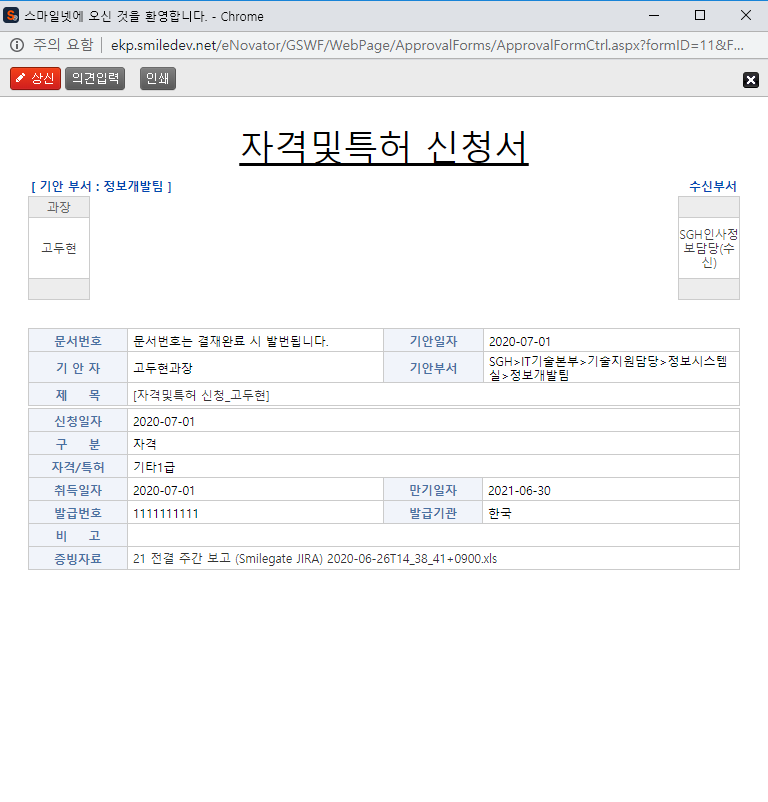 스마일넷에 오신 것을 환영합니다. - Chrome
주의 요함 | ekp.smiledev.net/eNovator/GSWF/WebPage/ApprovalForms/ApprovalFormCtrl.aspx?formID=11&F...
상신 의견입력 인쇄
자격및특허 신청서
[ 기안 부서 : 정보개발팀 ] 수신부서
과장
고두현
SGH인사정
보담당(수
신)
문서번호 문서번호는 결재완료 시 발번됩니다. 기안일자 2020-07-01
기 안 자 고두현과장 기안부서 SGH>IT기술본부>기술지원담당>정보시스템
실>정보개발팀
제 목 [자격및특허 신청_고두현]
신청일자 2020-07-01
구 분 자격
자격/특허 기타1급
취득일자 2020-07-01 만기일자 2021-06-30
발급번호 1111111111 발급기관 한국
비 고
증빙자료 21 전결 주간 보고 (Smilegate JIRA) 2020-06-26T14_38_41+0900.xls